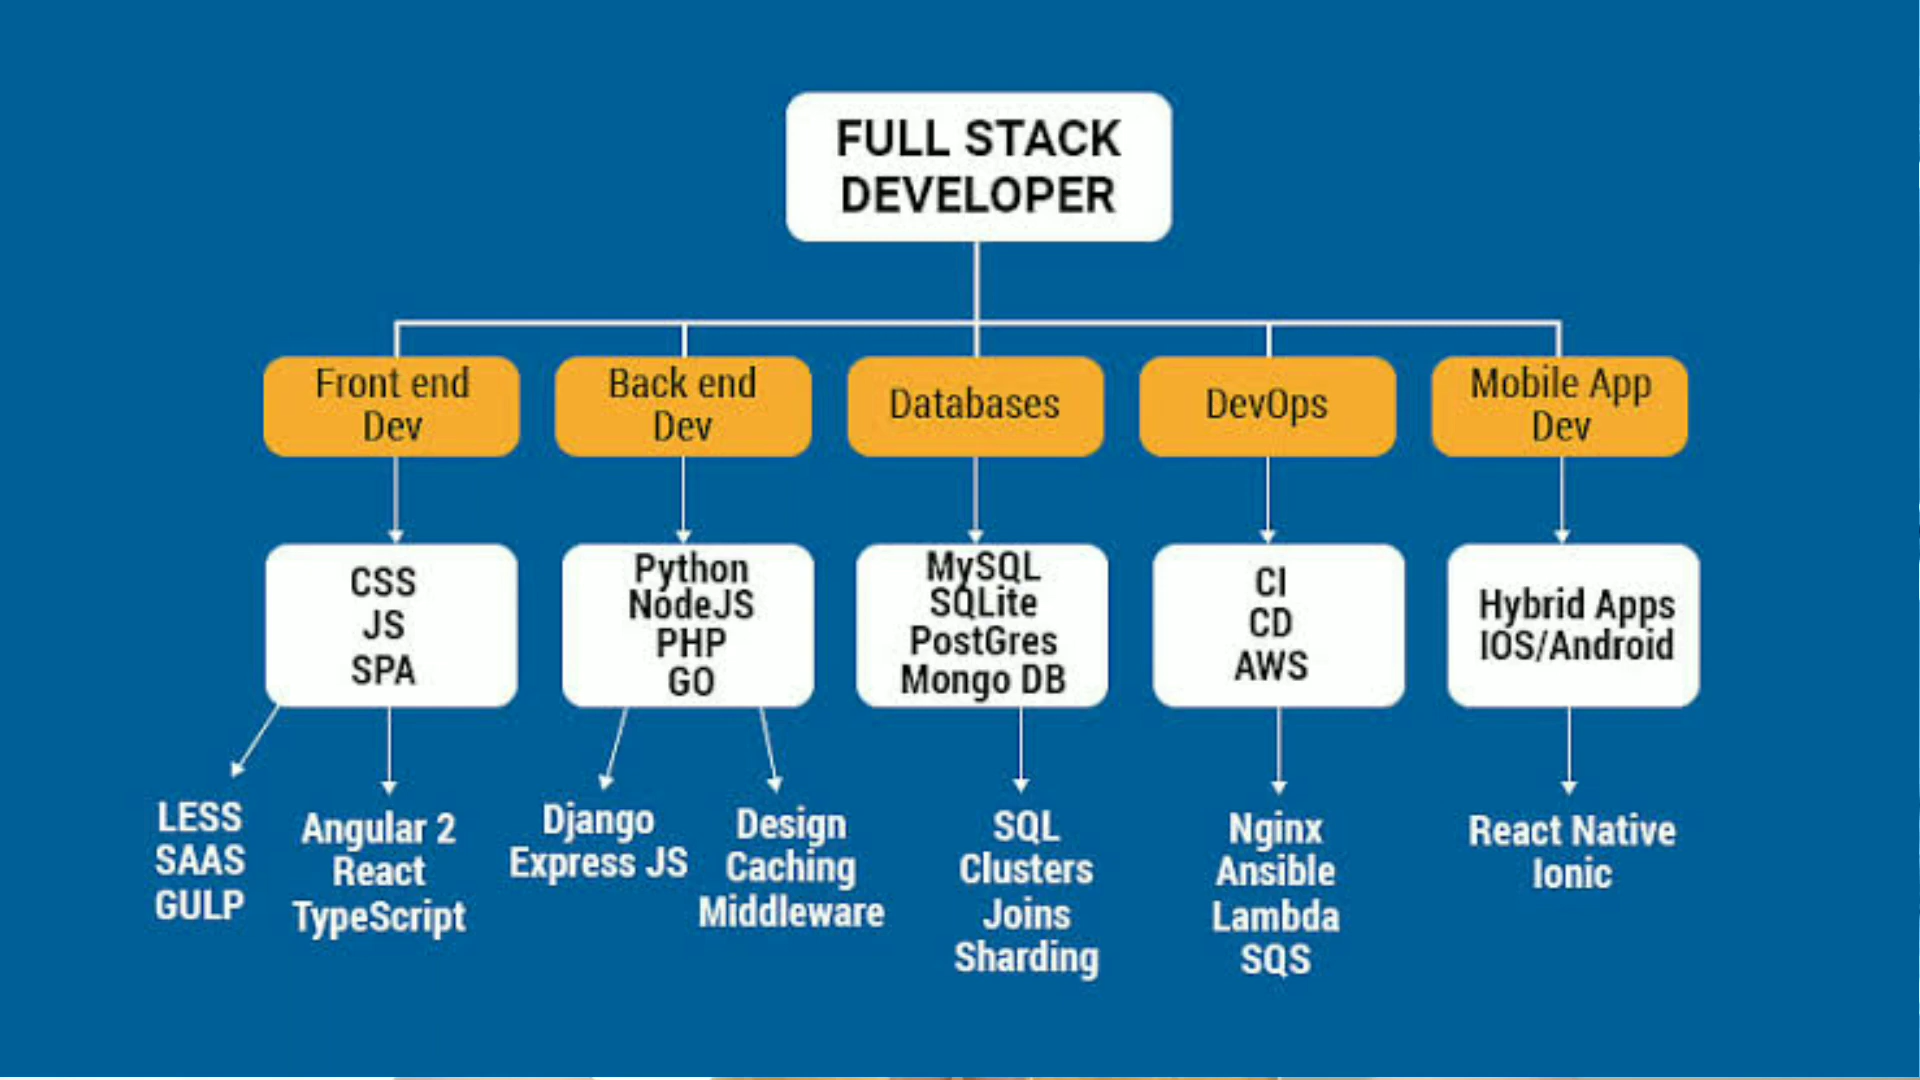 FULL STACK
DEVELOPER
Front end
Dev
Back end
Dev
Databases
DevOps
Mobile App
Dev
CSS
JS
SPA
Python
NodeJS
PHP
GO
MySQL
SQLite
PostGres
Mongo DB
CI
CD
AWS
Hybrid Apps
IOS/Android
LESS
SAAS
GULP
Angular 2
React
TypeScript
Django
Express JS
Design
Caching
Middleware
SQL
Clusters
Joins
Sharding
Nginx
Ansible
Lambda
SQS
React Native
Ionic